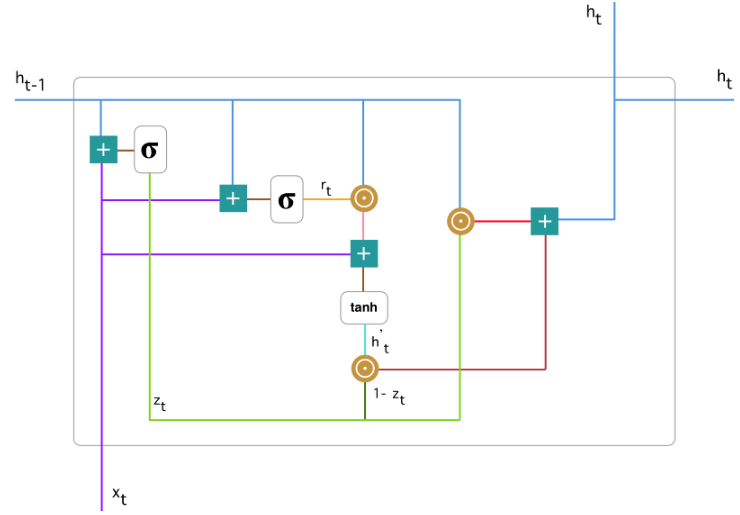 h_t
h_{t-1}
h_t
+
σ
+
σ
r_t
+
+
tanh
h'_t
1- z_t
z_t
x_t